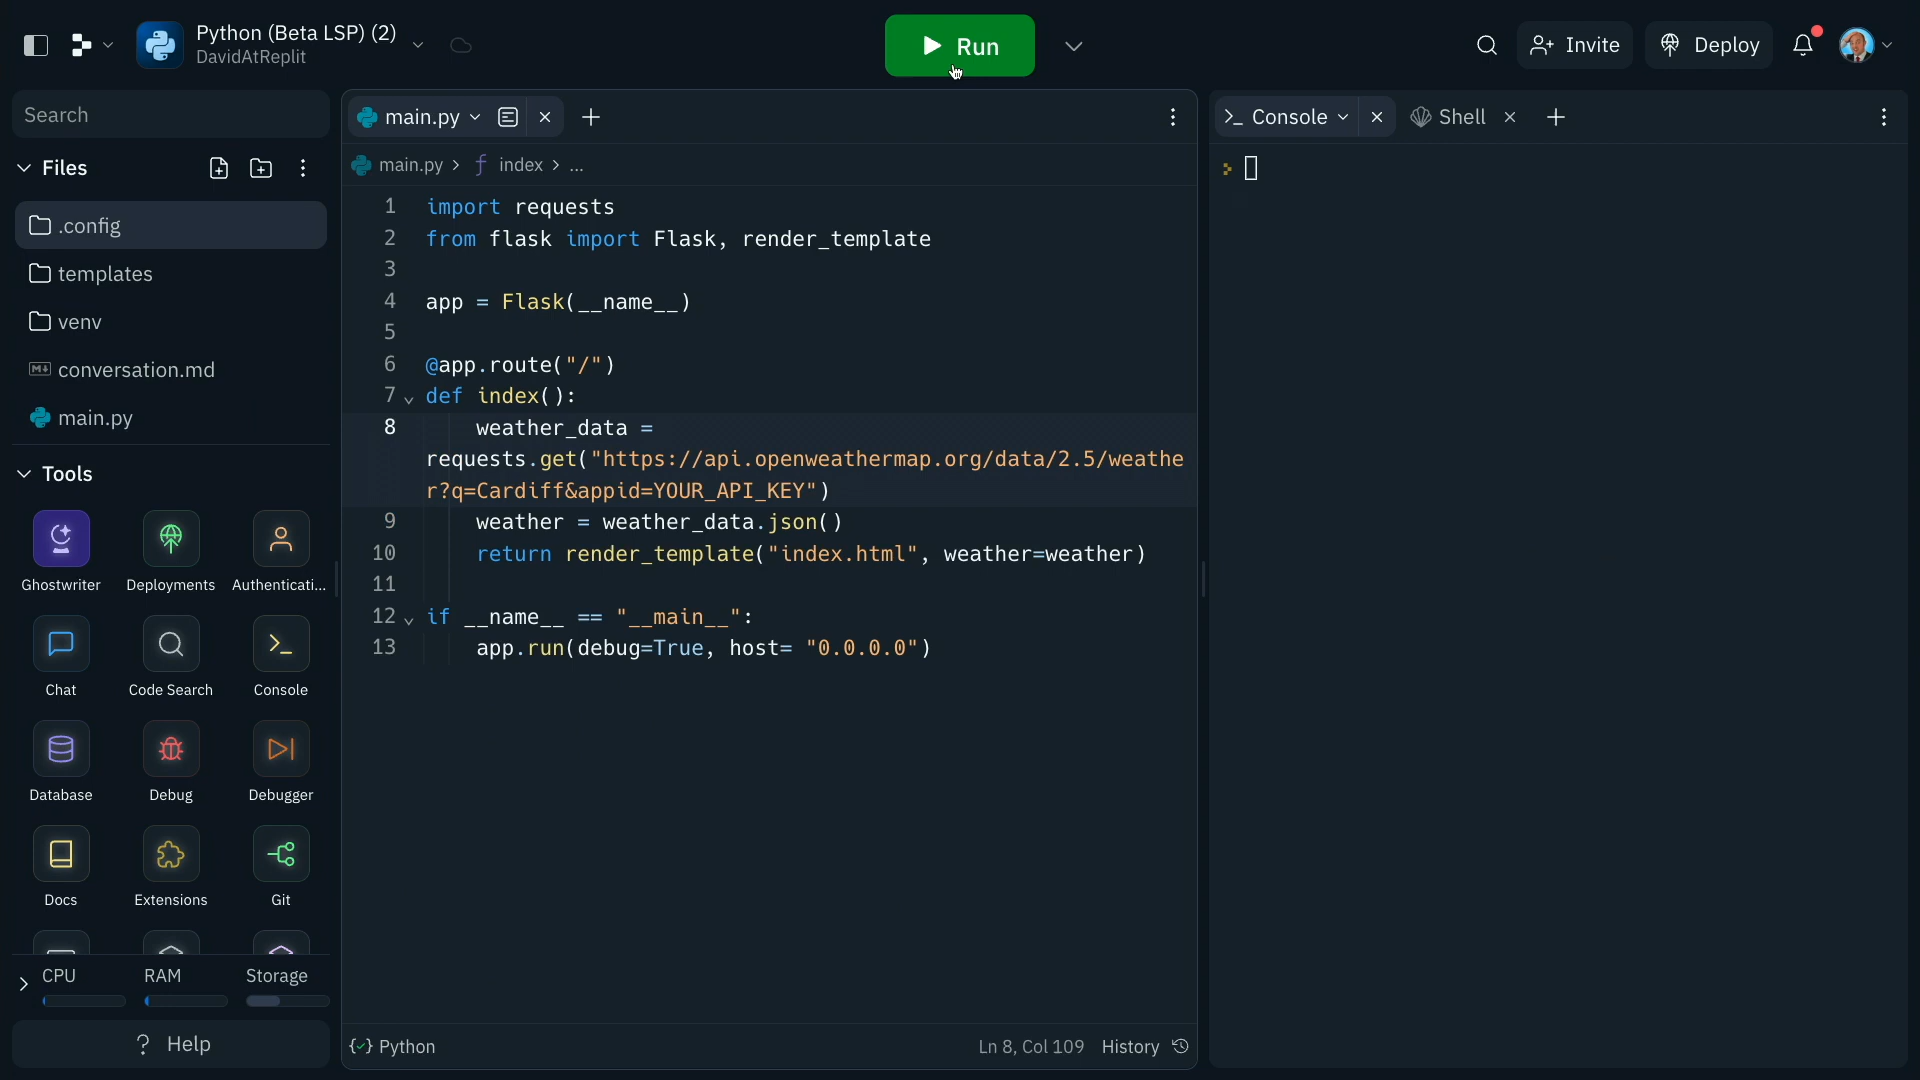 Python (Beta LSP) (2)
DavidAtReplit
Run
Invite
Deploy
Search
Files
.config
templates
venv
conversation.md
main.py
Tools
Ghostwriter
Deployments
Authenticati...
Chat
Code Search
Console
Database
Debug
Debugger
Docs
Extensions
Git
CPU
RAM
Storage
? Help
main.py
main.py > ƒ index > ...
1 import requests
2 from flask import Flask, render_template
3
4 app = Flask(__name__)
5
6 @app.route("/")
7 def index():
8 weather_data =
requests.get("https://api.openweathermap.org/data/2.5/weathe
r?q=Cardiff&appid=YOUR_API_KEY")
9 weather = weather_data.json()
10 return render_template("index.html", weather=weather)
11
12 if __name__ == "__main__":
13 app.run(debug=True, host= "0.0.0.0")
Python
Ln 8, Col 109
History
Console
Shell